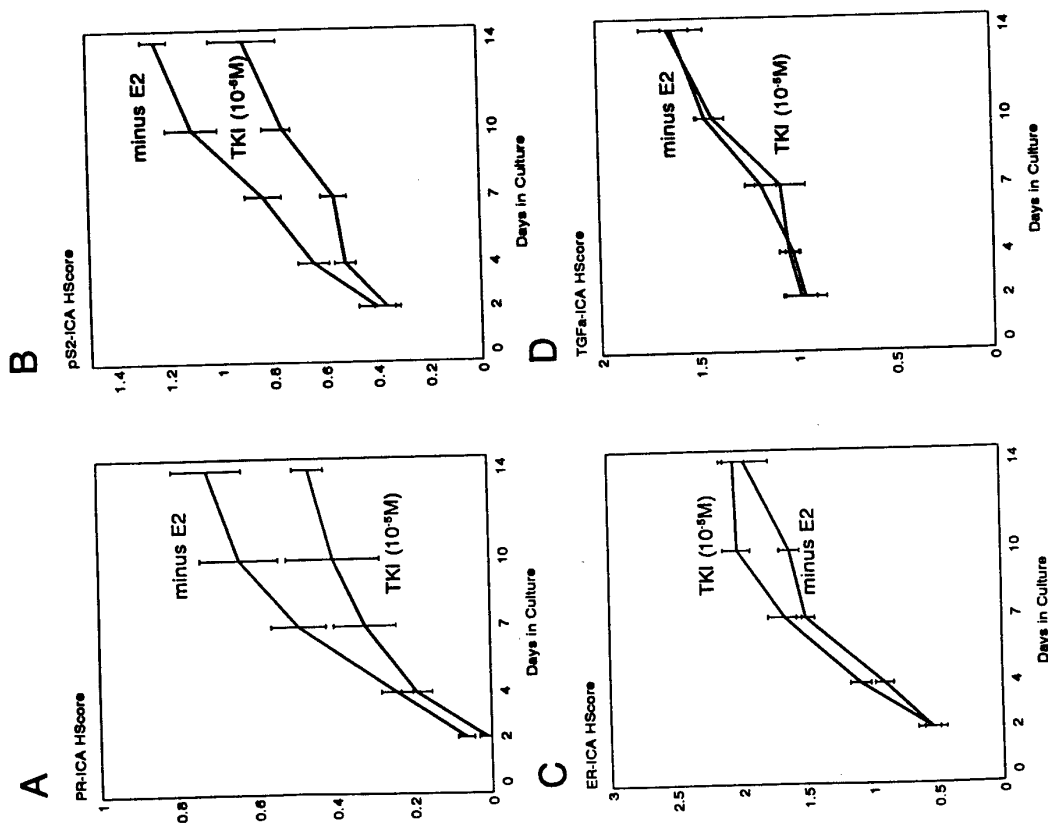 A
PR-ICA HScore
1
0.8
0.6
0.4
0.2
0
minus E2
TKI (10⁻⁵M)
0 2 4 7 10 14
Days in Culture
B
pS2-ICA HScore
1.4
1.2
1
0.8
0.6
0.4
0.2
0
minus E2
TKI (10⁻⁵M)
0 2 4 7 10 14
Days in Culture
C
ER-ICA HScore
3
2.5
2
1.5
1
0.5
0
TKI (10⁻⁵M)
minus E2
0 2 4 7 10 14
Days in Culture
D
TGFa-ICA HScore
2
1.5
1
0.5
0
minus E2
TKI (10⁻⁵M)
0 2 4 7 10 14
Days in Culture